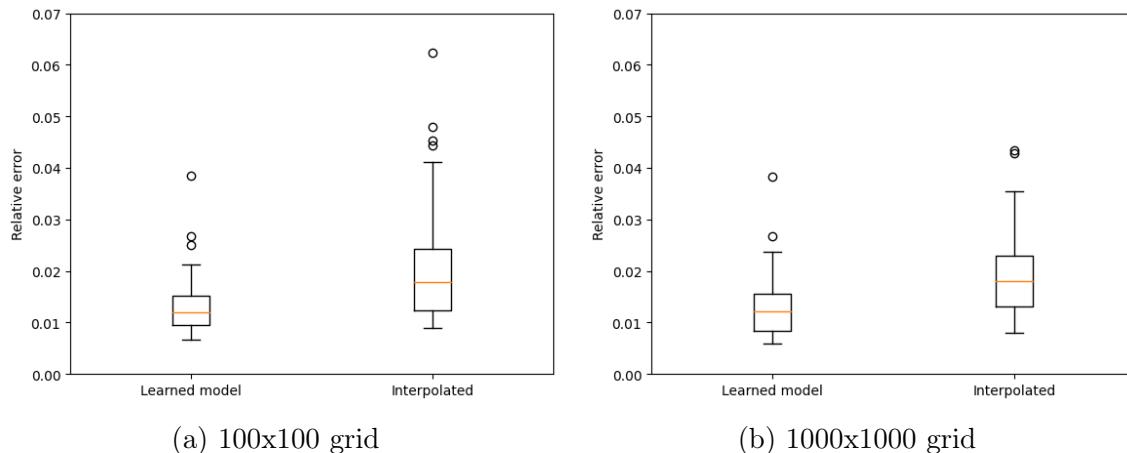 0.07
0.06
0.05
0.04
0.03
0.02
0.01
0.00
Relative error
Learned model Interpolated
(a) 100x100 grid
0.07
0.06
0.05
0.04
0.03
0.02
0.01
0.00
Relative error
Learned model Interpolated
(b) 1000x1000 grid